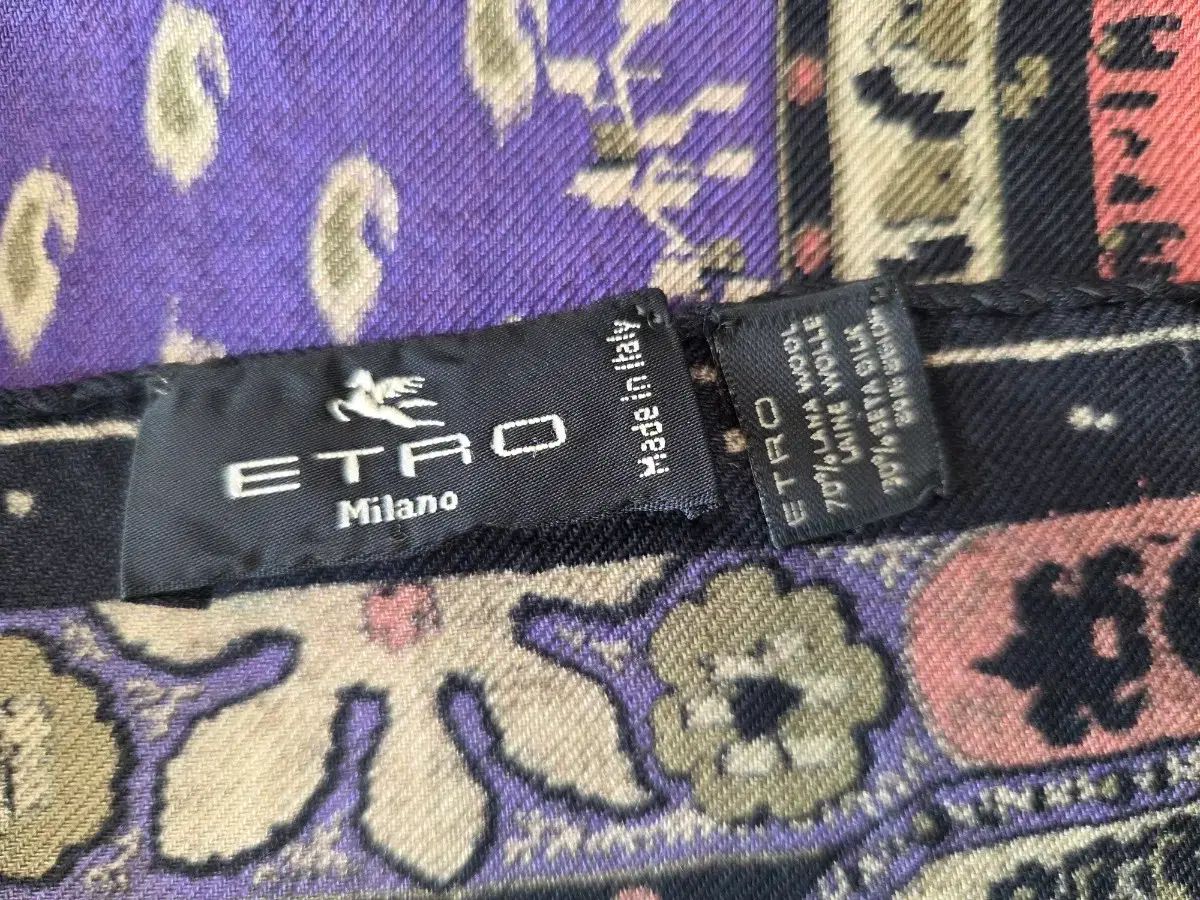 ETRO
Milano
Made in Italy
ETRO
70% LANA WOOL
LAINE WOLLE
30% SETA SILK